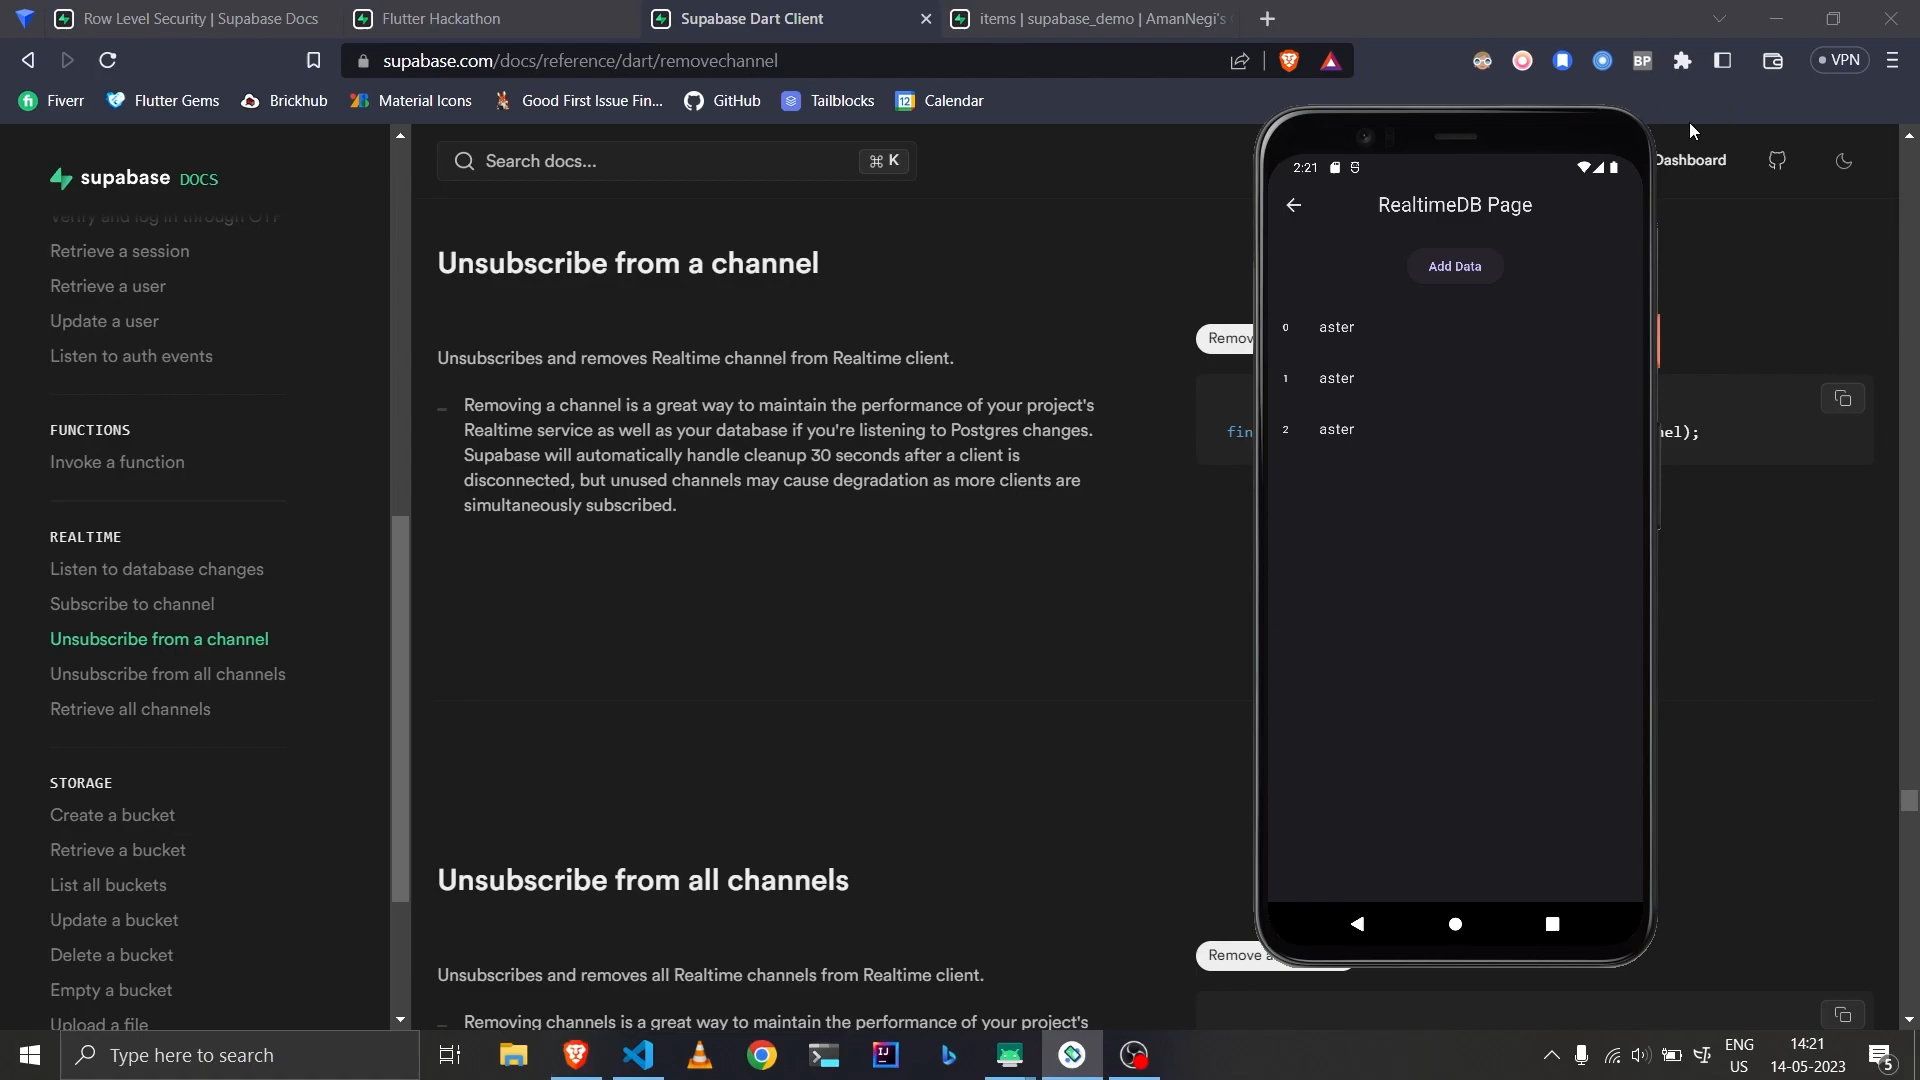 Row Level Security | Supabase Docs
Flutter Hackathon
Supabase Dart Client
items | supabase_demo | AmanNegi's
supabase.com/docs/reference/dart/removechannel
BP
VPN
Fiverr
Flutter Gems
Brickhub
Material Icons
Good First Issue Fin...
GitHub
Tailblocks
12
Calendar
supabase DOCS
Search docs...
⌘ K
Dashboard
Verify and log in through OTP
Retrieve a session
Retrieve a user
Update a user
Listen to auth events
FUNCTIONS
Invoke a function
REALTIME
Listen to database changes
Subscribe to channel
Unsubscribe from a channel
Unsubscribe from all channels
Retrieve all channels
STORAGE
Create a bucket
Retrieve a bucket
List all buckets
Update a bucket
Delete a bucket
Empty a bucket
Upload a file
Unsubscribe from a channel
Unsubscribes and removes Realtime channel from Realtime client.
Removing a channel is a great way to maintain the performance of your project's
Realtime service as well as your database if you're listening to Postgres changes.
Supabase will automatically handle cleanup 30 seconds after a client is
disconnected, but unused channels may cause degradation as more clients are
simultaneously subscribed.
Remov
fin
nel);
Unsubscribe from all channels
Unsubscribes and removes all Realtime channels from Realtime client.
Removing channels is a great way to maintain the performance of your project's
Remove a
2:21
RealtimeDB Page
Add Data
0 aster
1 aster
2 aster
Type here to search
IJ
ENG
US
14:21
14-05-2023
5